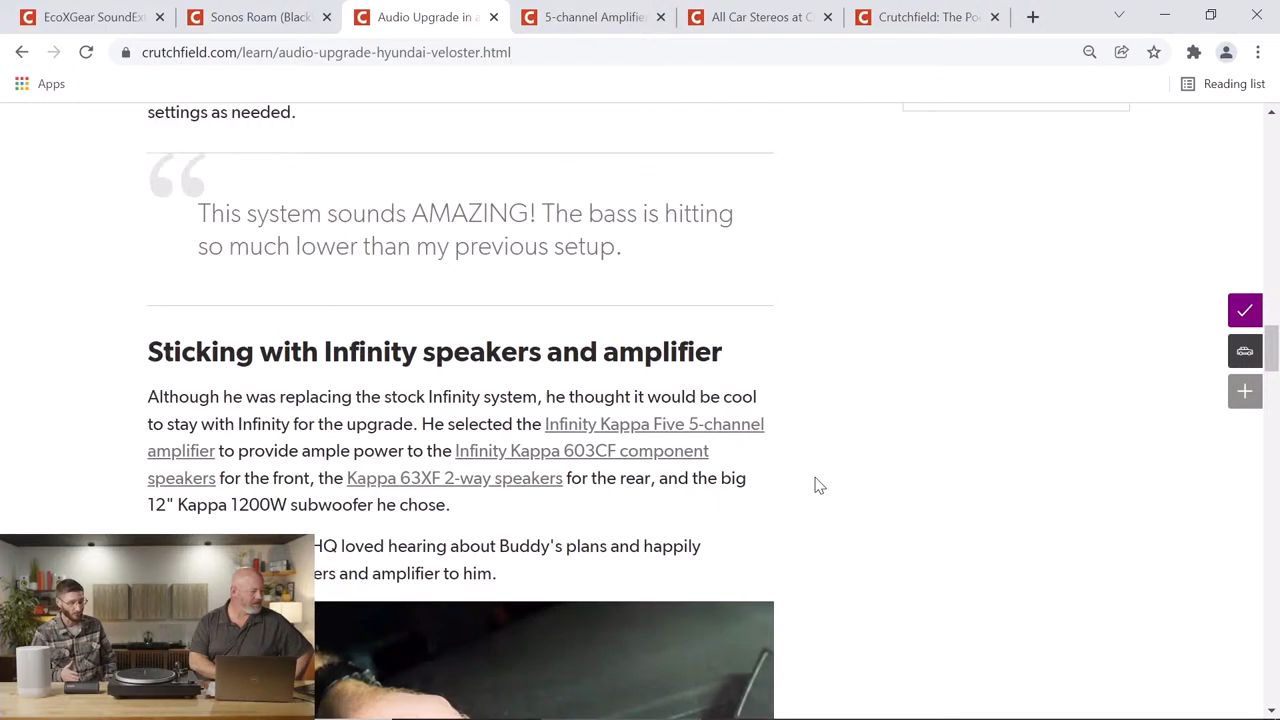 EcoXGear SoundEx
Sonos Roam (Black
Audio Upgrade in a
5-channel Amplifie
All Car Stereos at C
Crutchfield: The Po
crutchfield.com/learn/audio-upgrade-hyundai-veloster.html
Apps
Reading list
settings as needed.
“
This system sounds AMAZING! The bass is hitting
so much lower than my previous setup.
Sticking with Infinity speakers and amplifier
Although he was replacing the stock Infinity system, he thought it would be cool
to stay with Infinity for the upgrade. He selected the Infinity Kappa Five 5-channel
amplifier to provide ample power to the Infinity Kappa 603CF component
speakers for the front, the Kappa 63XF 2-way speakers for the rear, and the big
12" Kappa 1200W subwoofer he chose.
HQ loved hearing about Buddy's plans and happily
ers and amplifier to him.